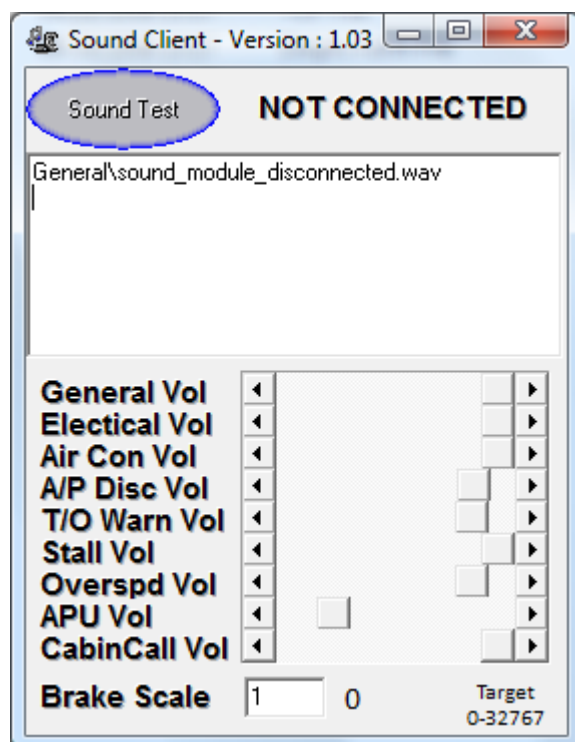 Sound Client - Version : 1.03
Sound Test NOT CONNECTED
General\sound_module_disconnected.wav
General Vol
Electical Vol
Air Con Vol
A/P Disc Vol
T/O Warn Vol
Stall Vol
Overspd Vol
APU Vol
CabinCall Vol
Brake Scale 1 0 Target
0-32767